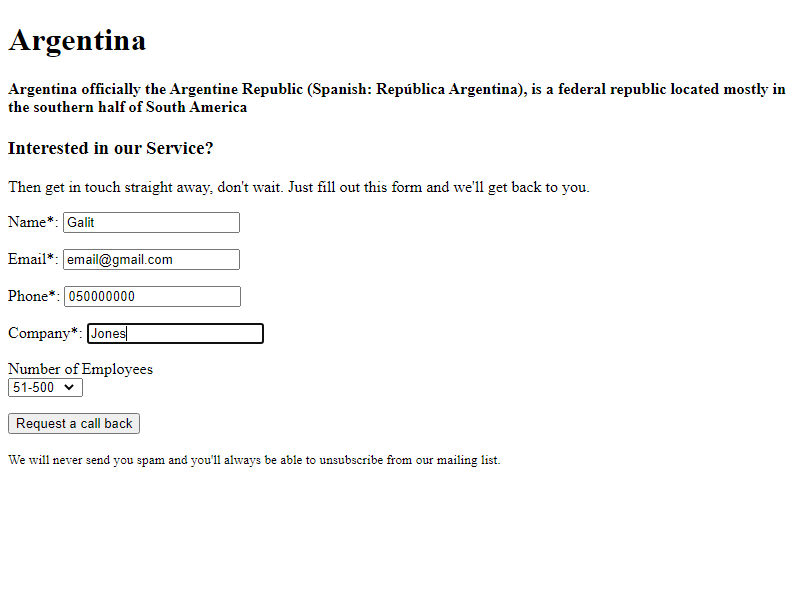 Argentina
Argentina officially the Argentine Republic (Spanish: República Argentina), is a federal republic located mostly in
the southern half of South America
Interested in our Service?
Then get in touch straight away, don't wait. Just fill out this form and we'll get back to you.
Name*: Galit
Email*: email@gmail.com
Phone*: 050000000
Company*: Jones
Number of Employees
51-500
Request a call back
We will never send you spam and you'll always be able to unsubscribe from our mailing list.